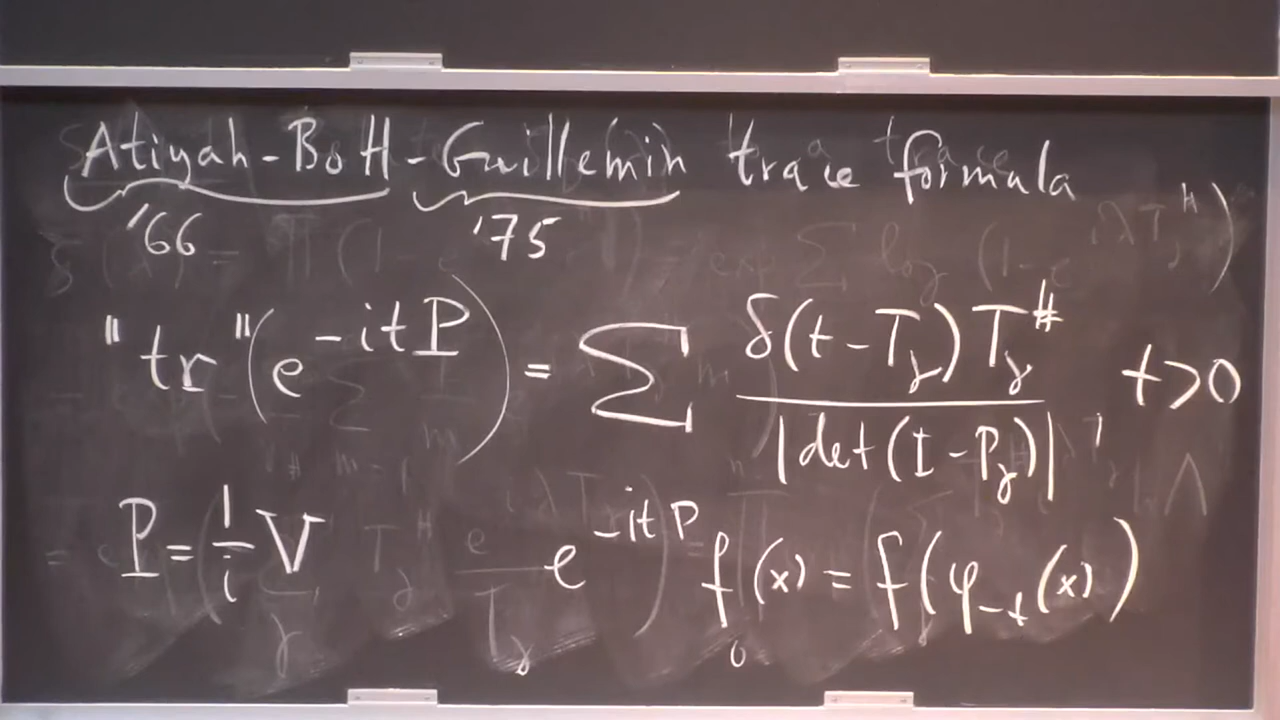 Atiyah-Bott-Guillemin trace formula
'66 '75
"tr"(e^{-itP}) = Σ δ(t-T_γ) T_γ^# / |det(I-P_γ)| t>0
P = 1/i V e^{-itP} f(x) = f(φ_{-t}(x))